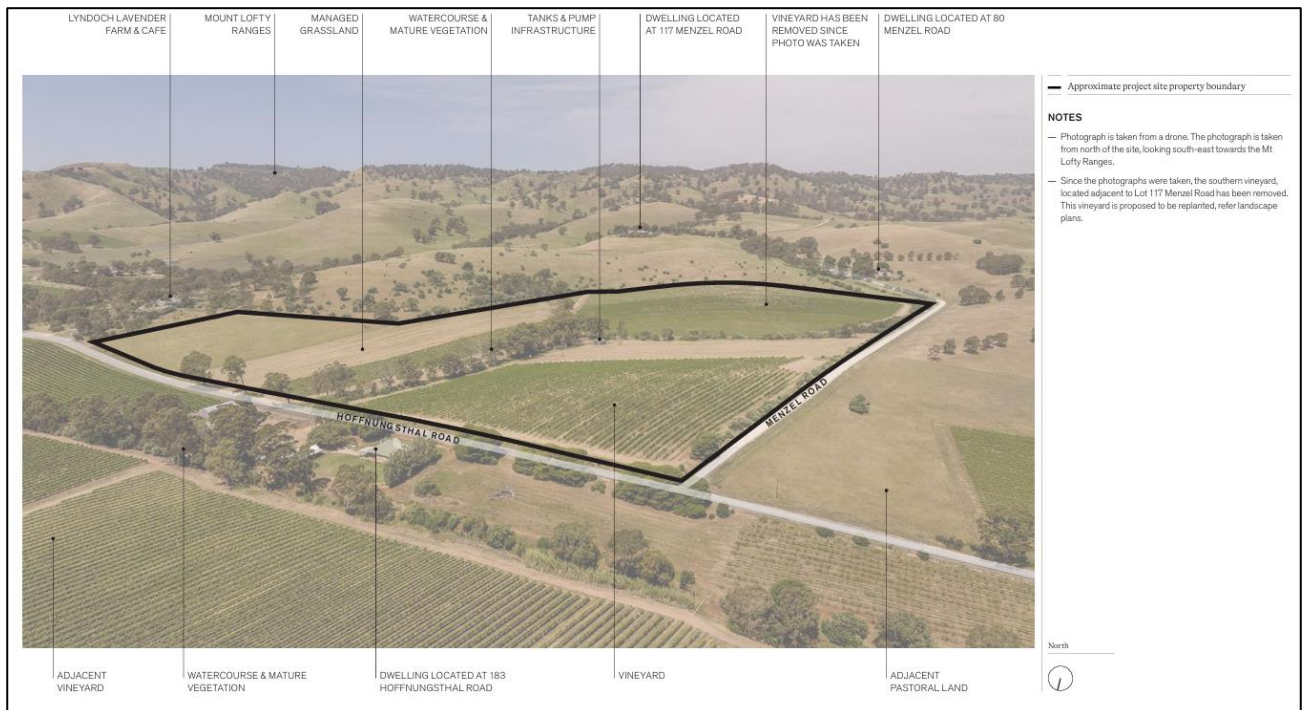 LYNDOCH LAVENDER
FARM & CAFE
MOUNT LOFTY
RANGES
MANAGED
GRASSLAND
WATERCOURSE &
MATURE VEGETATION
TANKS & PUMP
INFRASTRUCTURE
DWELLING LOCATED
AT 117 MENZEL ROAD
VINEYARD HAS BEEN
REMOVED SINCE
PHOTO WAS TAKEN
DWELLING LOCATED AT 80
MENZEL ROAD
Approximate project site property boundary
NOTES
— Photograph is taken from a drone. The photograph is taken
from north of the site, looking south-east towards the Mt
Lofty Ranges.
— Since the photographs were taken, the southern vineyard,
located adjacent to Lot 117 Menzel Road has been removed.
This vineyard is proposed to be replanted, refer landscape
plans.
HOFFNUNGSTHAL ROAD
MENZEL ROAD
North
ADJACENT
VINEYARD
WATERCOURSE & MATURE
VEGETATION
DWELLING LOCATED AT 183
HOFFNUNGSTHAL ROAD
VINEYARD
ADJACENT
PASTORAL LAND